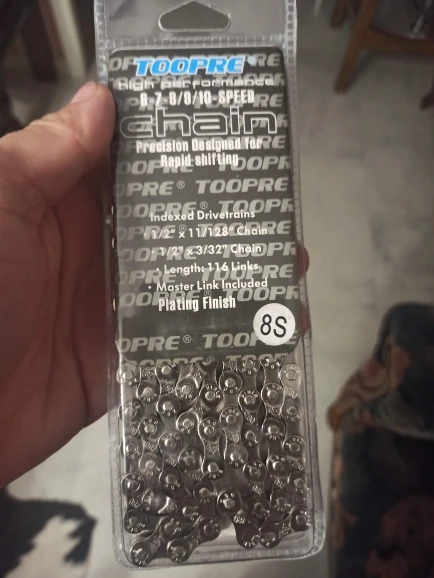 TOOPRE®
High performance
6-7-8/9/10-SPEED
chain
Precision Designed for
Rapid shifting
Indexed Drivetrains
• 1/2" x 11/128" Chain
• 1/2" x 3/32" Chain
• Length: 116 Links
• Master Link Included
Plating Finish
8S